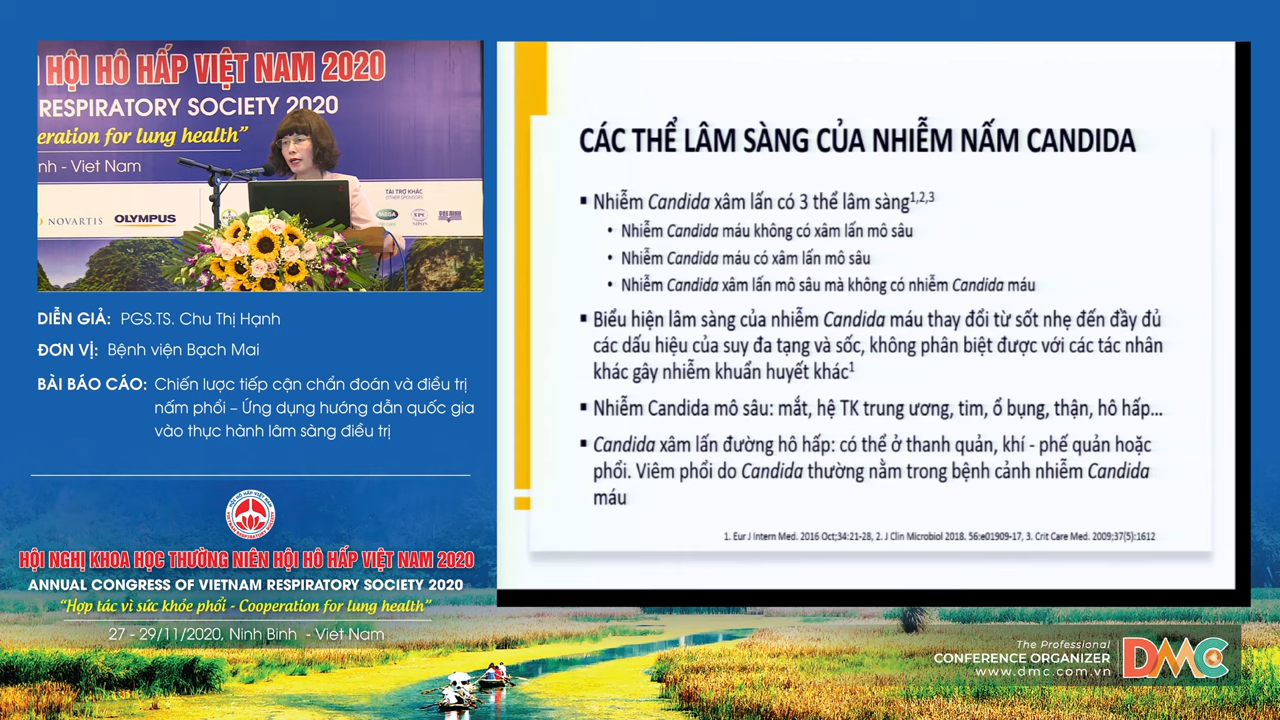 HỘI HÔ HẤP VIỆT NAM 2020
RESPIRATORY SOCIETY 2020
eration for lung health”
nh - Viet Nam
TÀI TRỢ KHÁC
OTHER SPONSORS
NOVARTIS
OLYMPUS
MEGA
NIPON
DIỄN GIẢ: PGS.TS. Chu Thị Hạnh
ĐƠN VỊ: Bệnh viện Bạch Mai
BÀI BÁO CÁO: Chiến lược tiếp cận chẩn đoán và điều trị
nấm phổi – Ứng dụng hướng dẫn quốc gia
vào thực hành lâm sàng điều trị
HỘI HÔ HẤP VIỆT NAM
VIETNAM RESPIRATORY SOCIETY
HỘI NGHỊ KHOA HỌC THƯỜNG NIÊN HỘI HÔ HẤP VIỆT NAM 2020
ANNUAL CONGRESS OF VIETNAM RESPIRATORY SOCIETY 2020
“Hợp tác vì sức khỏe phổi - Cooperation for lung health”
27 - 29/11/2020, Ninh Binh - Viet Nam
CÁC THỂ LÂM SÀNG CỦA NHIỄM NẤM CANDIDA
▪ Nhiễm Candida xâm lấn có 3 thể lâm sàng1,2,3
• Nhiễm Candida máu không có xâm lấn mô sâu
• Nhiễm Candida máu có xâm lấn mô sâu
• Nhiễm Candida xâm lấn mô sâu mà không có nhiễm Candida máu
▪ Biểu hiện lâm sàng của nhiễm Candida máu thay đổi từ sốt nhẹ đến đầy đủ
các dấu hiệu của suy đa tạng và sốc, không phân biệt được với các tác nhân
khác gây nhiễm khuẩn huyết khác1
▪ Nhiễm Candida mô sâu: mắt, hệ TK trung ương, tim, ổ bụng, thận, hô hấp...
▪ Candida xâm lấn đường hô hấp: có thể ở thanh quản, khí - phế quản hoặc
phổi. Viêm phổi do Candida thường nằm trong bệnh cảnh nhiễm Candida
máu
1. Eur J Intern Med. 2016 Oct;34:21-28, 2. J Clin Microbiol 2018. 56:e01909-17, 3. Crit Care Med. 2009;37(5):1612
The Professional
CONFERENCE ORGANIZER
www.dmc.com.vn
DMC